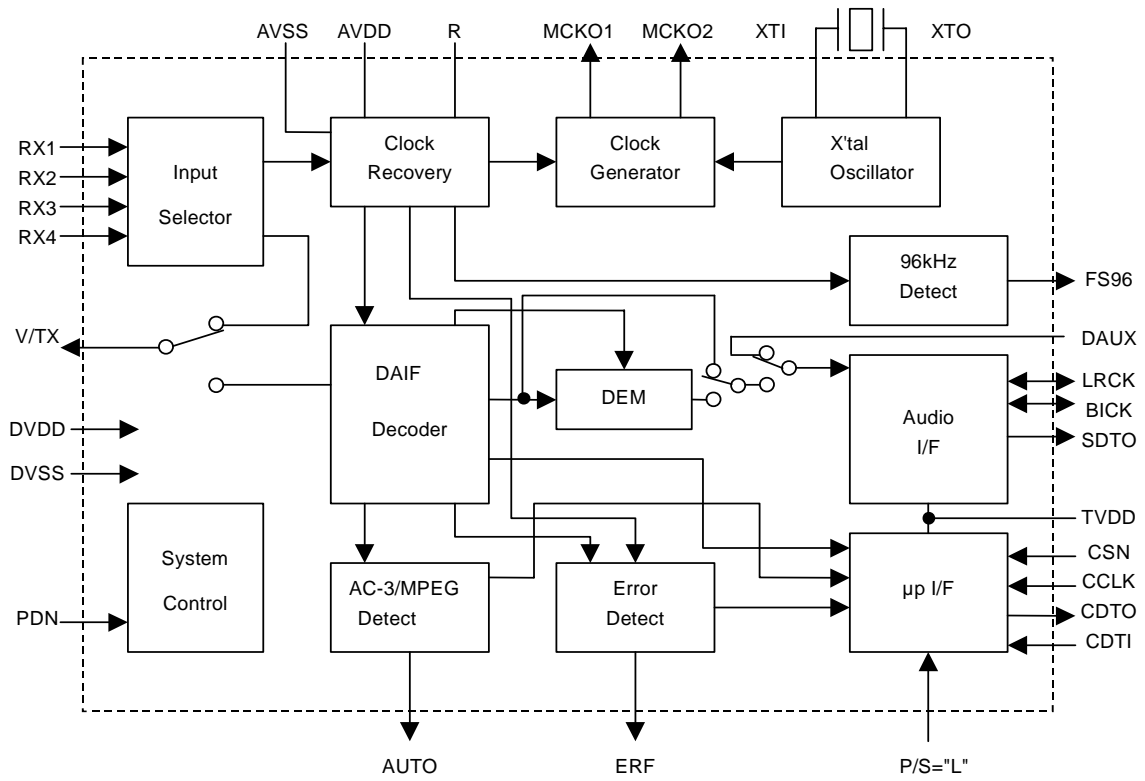 AVSS
AVDD
R
MCKO1
MCKO2
XTI
XTO
RX1
RX2
RX3
RX4
Input
Selector
Clock
Recovery
Clock
Generator
X'tal
Oscillator
96kHz
Detect
FS96
V/TX
DAUX
DAIF
Decoder
DEM
Audio
I/F
LRCK
BICK
SDTO
DVDD
DVSS
TVDD
System
Control
PDN
AC-3/MPEG
Detect
Error
Detect
µp I/F
CSN
CCLK
CDTO
CDTI
AUTO
ERF
P/S="L"